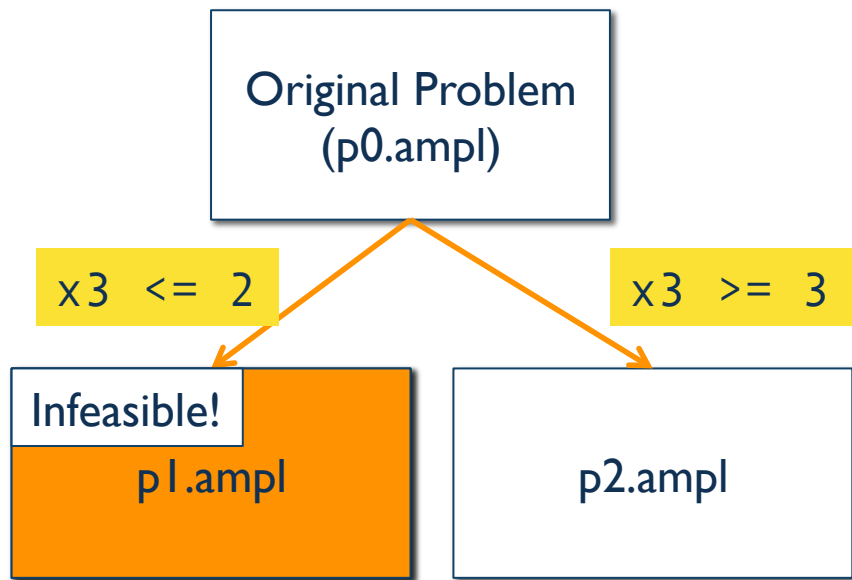 Original Problem
(p0.ampl)
x3 <= 2
x3 >= 3
Infeasible!
p1.ampl
p2.ampl